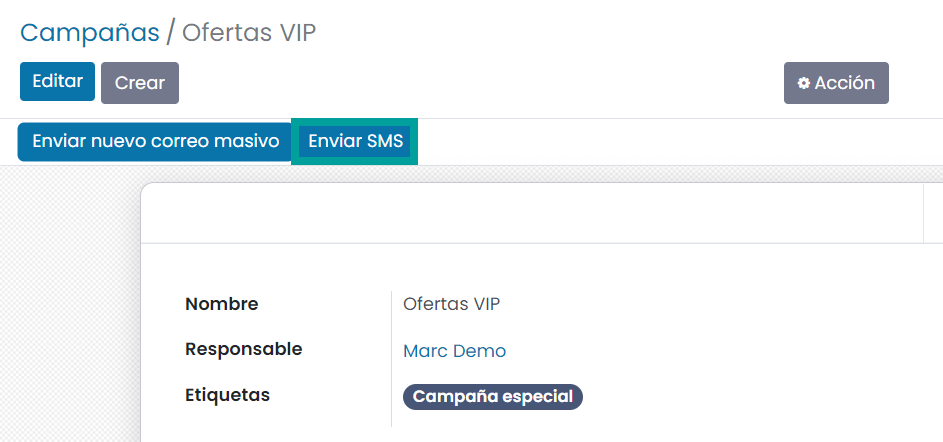 Campañas / Ofertas VIP
Editar Crear Acción
Enviar nuevo correo masivo Enviar SMS
Nombre Ofertas VIP
Responsable Marc Demo
Etiquetas Campaña especial